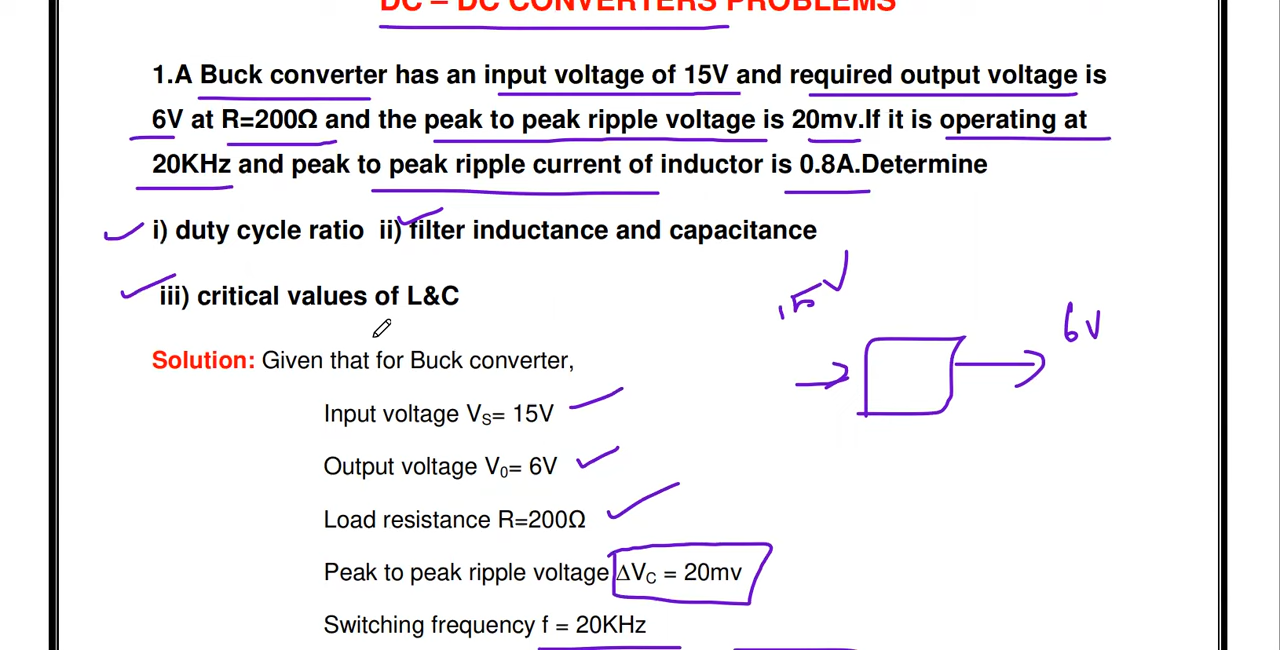 DC – DC CONVERTERS PROBLEMS
1.A Buck converter has an input voltage of 15V and required output voltage is
6V at R=200Ω and the peak to peak ripple voltage is 20mv.If it is operating at
20KHz and peak to peak ripple current of inductor is 0.8A.Determine
i) duty cycle ratio ii) filter inductance and capacitance
iii) critical values of L&C
15V
6V
Solution: Given that for Buck converter,
Input voltage VS= 15V
Output voltage V0= 6V
Load resistance R=200Ω
Peak to peak ripple voltage ΔVC = 20mv
Switching frequency f = 20KHz